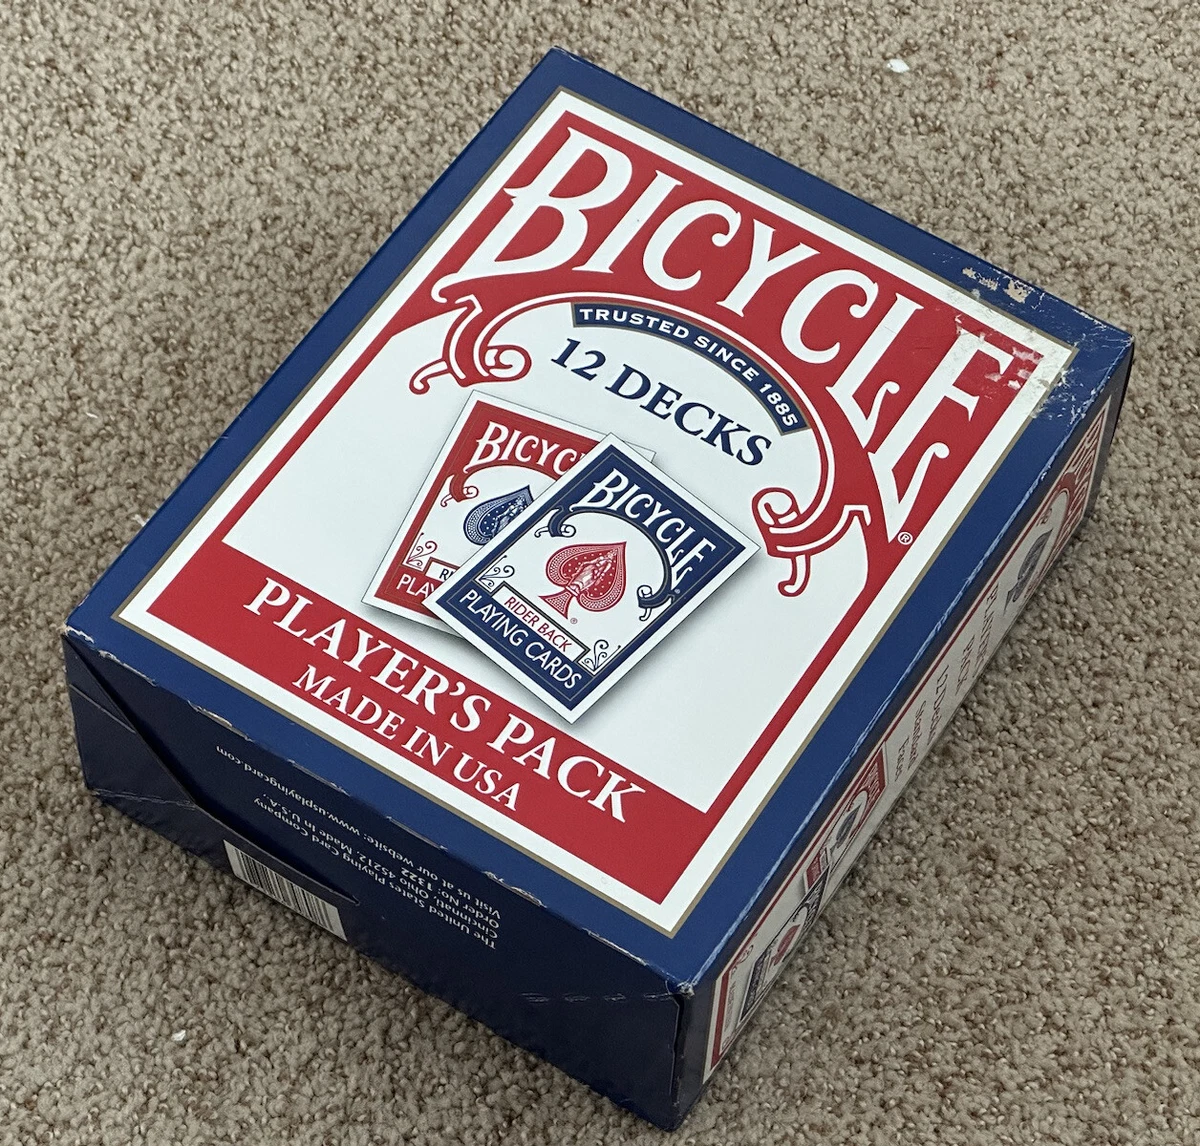 BICYCLE
®
TRUSTED SINCE 1885
12 DECKS
BICYC
BICYCLE
RIDER BACK
PLAYING CARDS
PLA
PLAYER'S PACK
MADE IN USA
The United States Playing Card Company
Cincinnati, Ohio 45212. Made in U.S.A.
Order No: 1322
Visit us at our website: www.usplayingcard.com